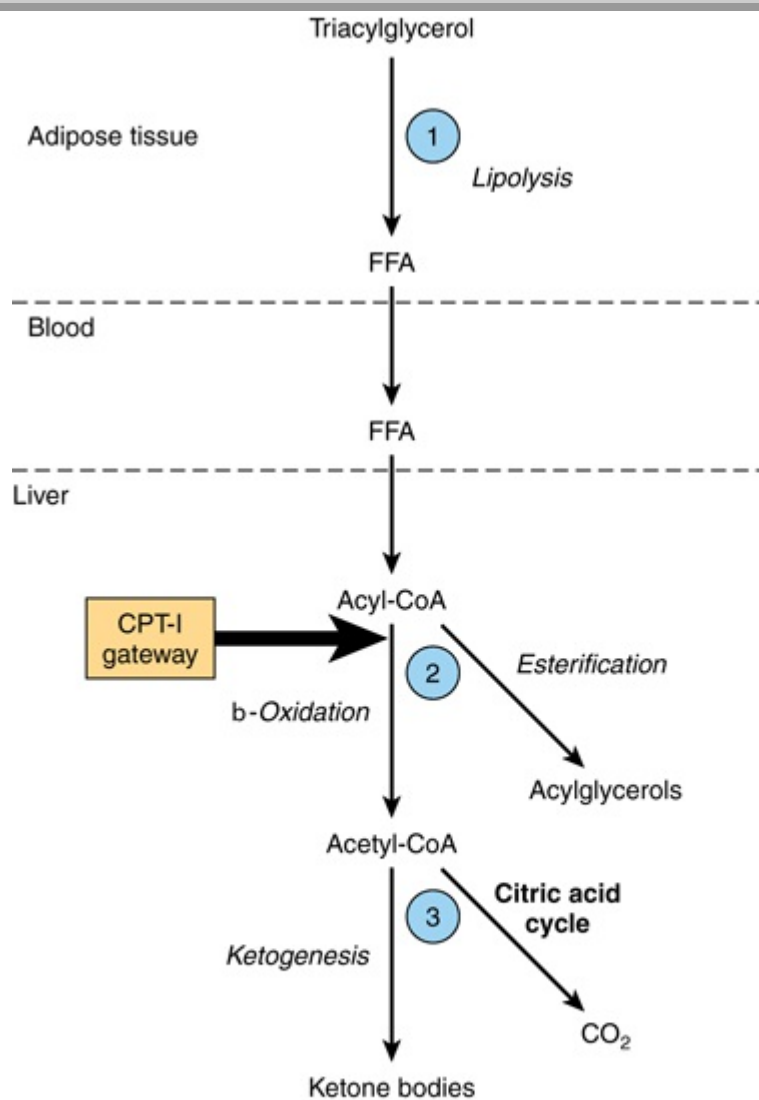 Triacylglycerol
Adipose tissue
1
Lipolysis
FFA
Blood
FFA
Liver
Acyl-CoA
CPT-I
gateway
2
Esterification
b-Oxidation
Acylglycerols
Acetyl-CoA
Citric acid
cycle
3
Ketogenesis
CO₂
Ketone bodies